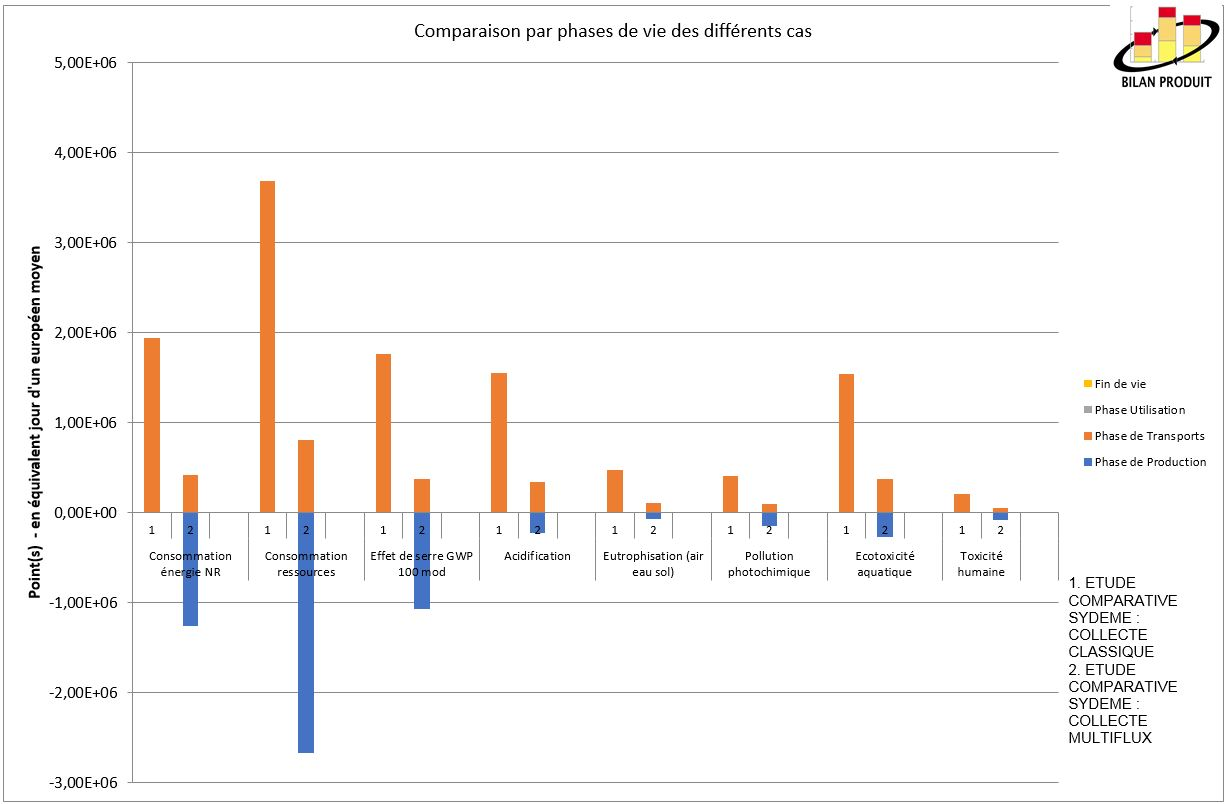 Comparaison par phases de vie des différents cas
BILAN PRODUIT
Point(s) - en équivalent jour d'un européen moyen
5,00E+06
4,00E+06
3,00E+06
2,00E+06
1,00E+06
0,00E+00
-1,00E+06
-2,00E+06
-3,00E+06
1 2 1 2 1 2 1 2 1 2 1 2 1 2 1 2
Consommation
énergie NR
Consommation
ressources
Effet de serre GWP
100 mod
Acidification
Eutrophisation (air
eau sol)
Pollution
photochimique
Ecotoxicité
aquatique
Toxicité
humaine
Fin de vie
Phase Utilisation
Phase de Transports
Phase de Production
1. ETUDE
COMPARATIVE
SYDEME :
COLLECTE
CLASSIQUE
2. ETUDE
COMPARATIVE
SYDEME :
COLLECTE
MULTIFLUX